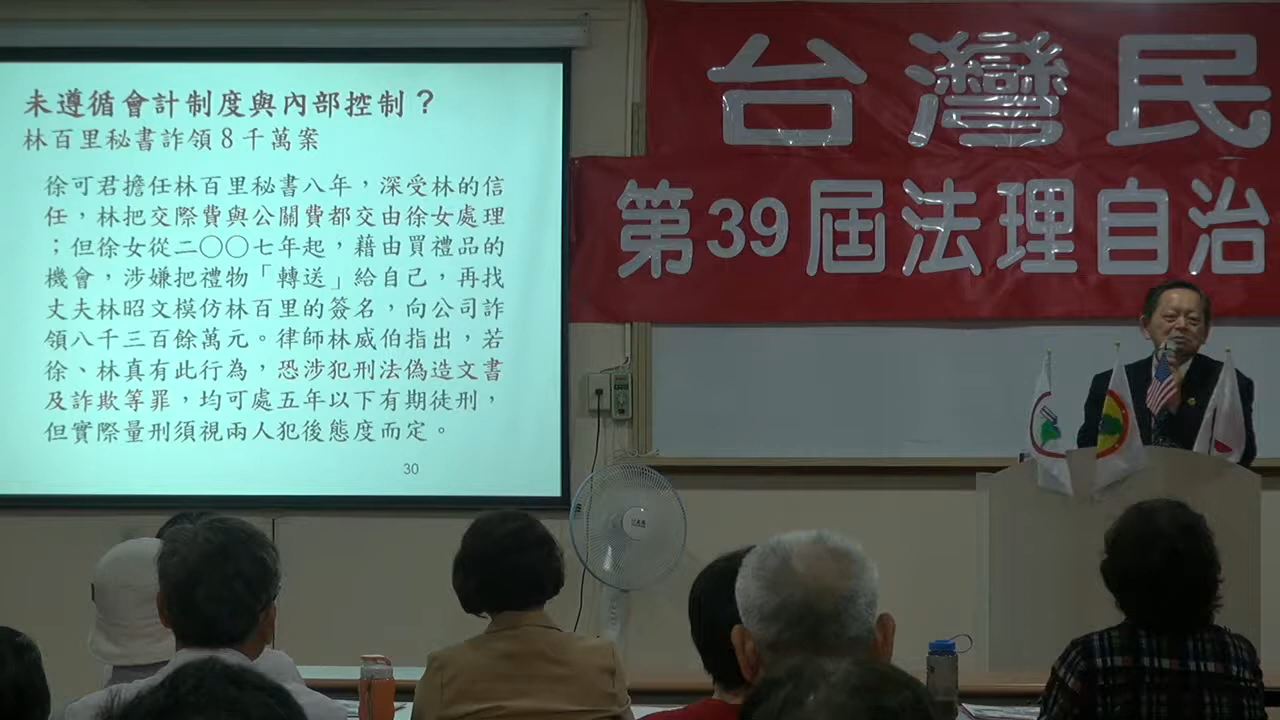 未遵循會計制度與內部控制？
林百里秘書詐領8千萬案
徐可君擔任林百里秘書八年，深受林的信
任，林把交際費與公關費都交由徐女處理
；但徐女從二〇〇七年起，藉由買禮品的
機會，涉嫌把禮物「轉送」給自己，再找
丈夫林昭文模仿林百里的簽名，向公司詐
領八千三百餘萬元。律師林威伯指出，若
徐、林真有此行為，恐涉犯刑法偽造文書
及詐欺等罪，均可處五年以下有期徒刑，
但實際量刑須視兩人犯後態度而定。
30
台灣民
第39屆法理自治